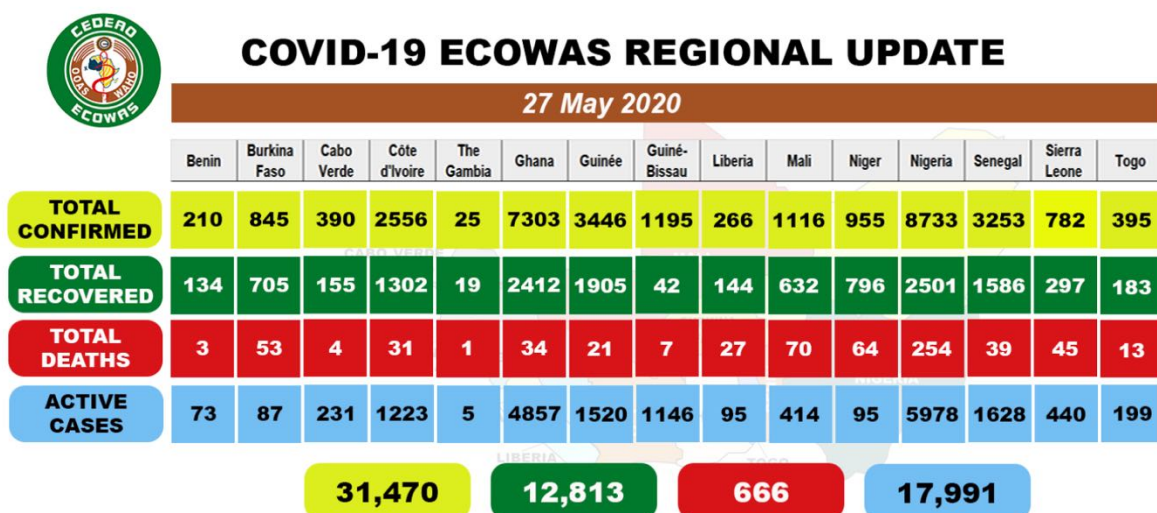 CEDEAO
OOAS WAHO
ECOWAS
COVID-19 ECOWAS REGIONAL UPDATE
27 May 2020
Benin Burkina Faso Cabo Verde Côte d'Ivoire The Gambia Ghana Guinée Guiné-Bissau Liberia Mali Niger Nigeria Senegal Sierra Leone Togo
TOTAL CONFIRMED 210 845 390 2556 25 7303 3446 1195 266 1116 955 8733 3253 782 395
CABO VERDE
TOTAL RECOVERED 134 705 155 1302 19 2412 1905 42 144 632 796 2501 1586 297 183
TOTAL DEATHS 3 53 4 31 1 34 21 7 27 70 64 254 39 45 13
NIGERIA
ACTIVE CASES 73 87 231 1223 5 4857 1520 1146 95 414 95 5978 1628 440 199
LIBERIA TOGO
31,470 12,813 666 17,991